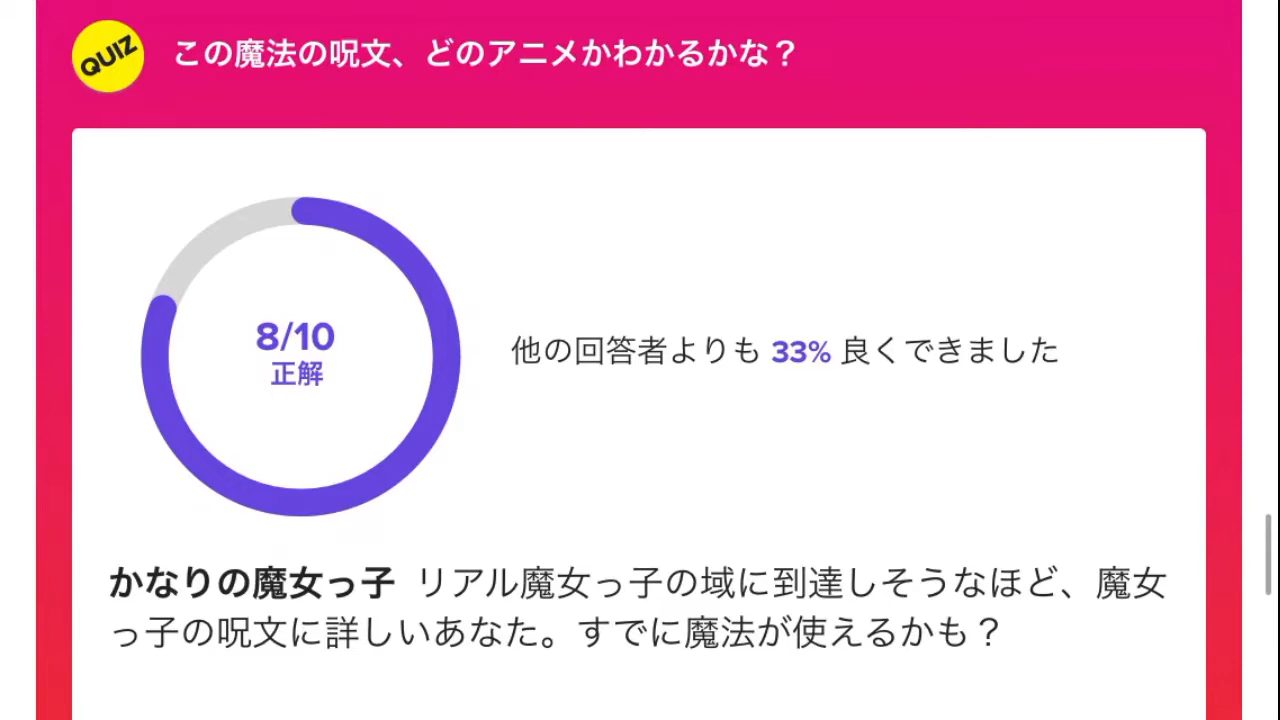 QUIZ
この魔法の呪文、どのアニメかわかるかな？
8/10
正解
他の回答者よりも 33% 良くできました
かなりの魔女っ子 リアル魔女っ子の域に到達しそうなほど、魔女
っ子の呪文に詳しいあなた。すでに魔法が使えるかも？